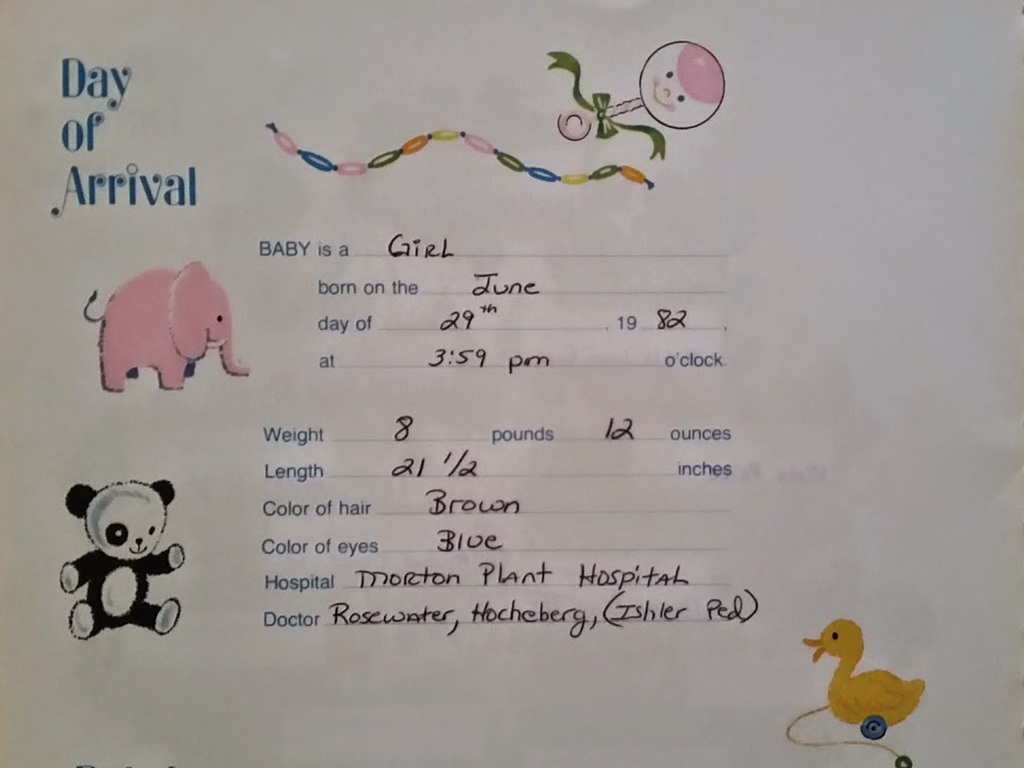 Day
of
Arrival
BABY is a Girl
born on the June
day of 29th, 19 82,
at 3:59 pm o'clock.
Weight 8 pounds 12 ounces
Length 21 1/2 inches
Color of hair Brown
Color of eyes Blue
Hospital Morton Plant Hospital
Doctor Rosewater, Hocheberg, (Ishler Ped)